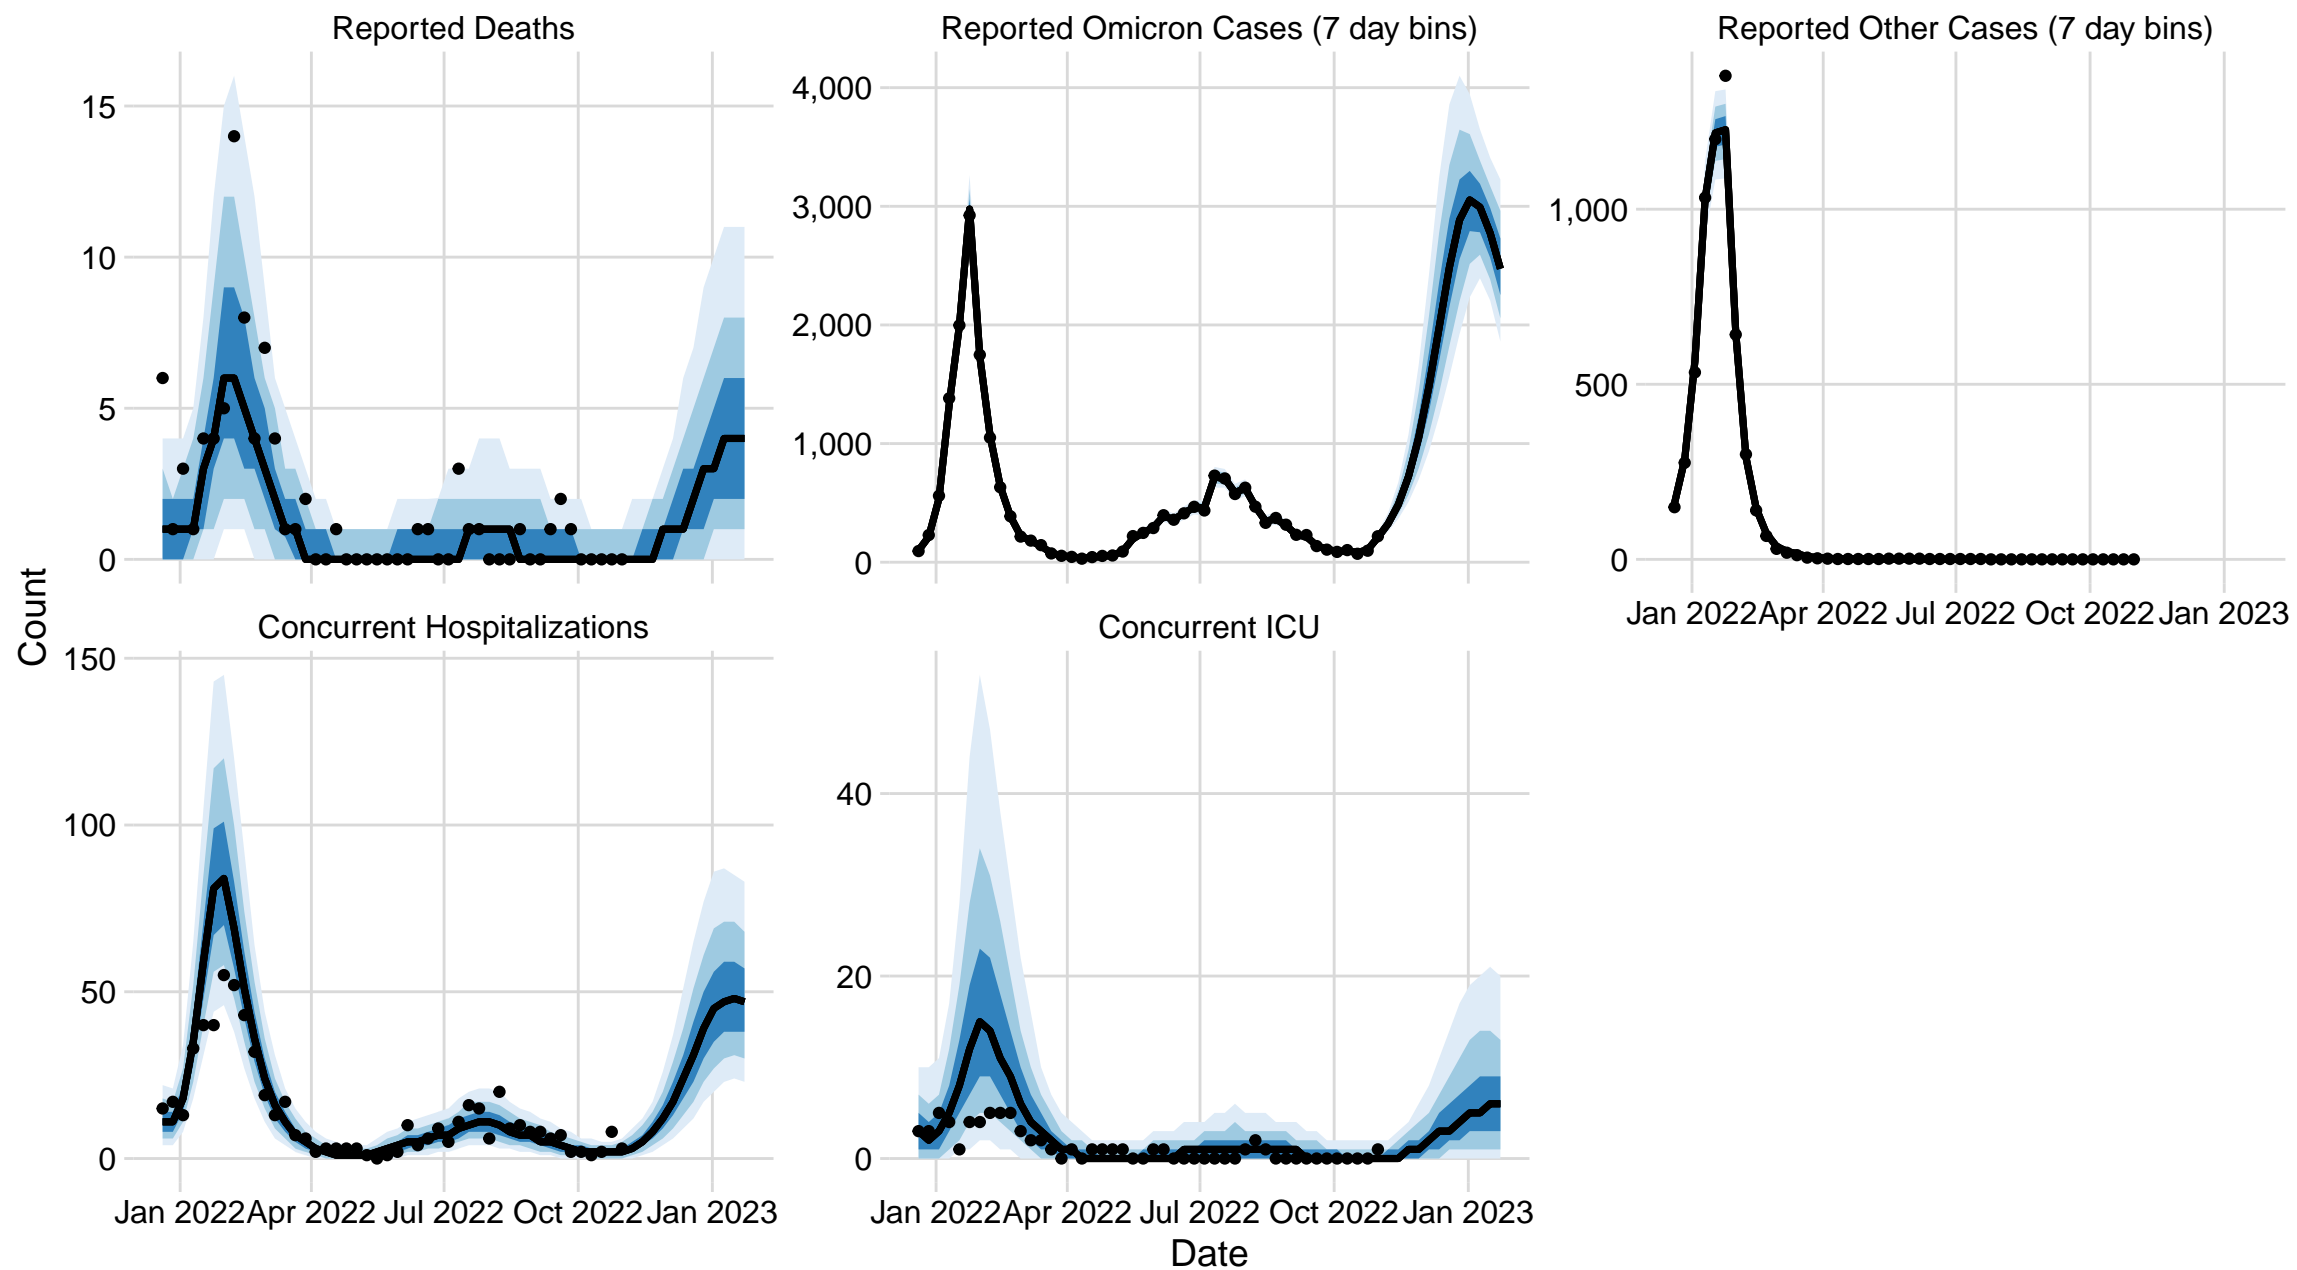 Reported Deaths
Reported Omicron Cases (7 day bins)
Reported Other Cases (7 day bins)
15
10
5
0
4,000
3,000
2,000
1,000
0
1,000
500
0
Jan 2022 Apr 2022 Jul 2022 Oct 2022 Jan 2023
Count
Concurrent Hospitalizations
Concurrent ICU
150
100
50
0
40
20
0
Jan 2022 Apr 2022 Jul 2022 Oct 2022 Jan 2023
Jan 2022 Apr 2022 Jul 2022 Oct 2022 Jan 2023
Date